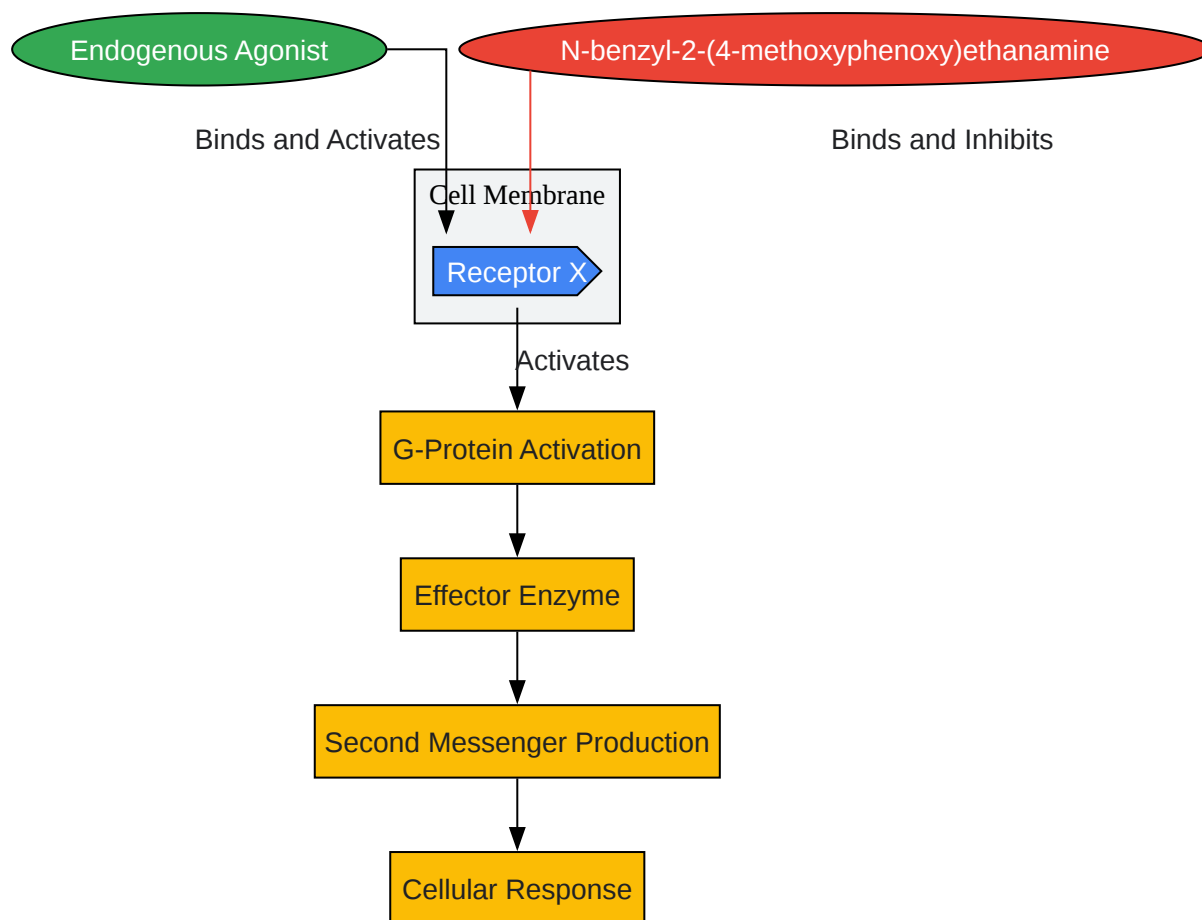 Endogenous Agonist
N-benzyl-2-(4-methoxyphenoxy)ethanamine
Binds and Activates
Binds and Inhibits
Cell Membrane
Receptor X
Activates
G-Protein Activation
Effector Enzyme
Second Messenger Production
Cellular Response